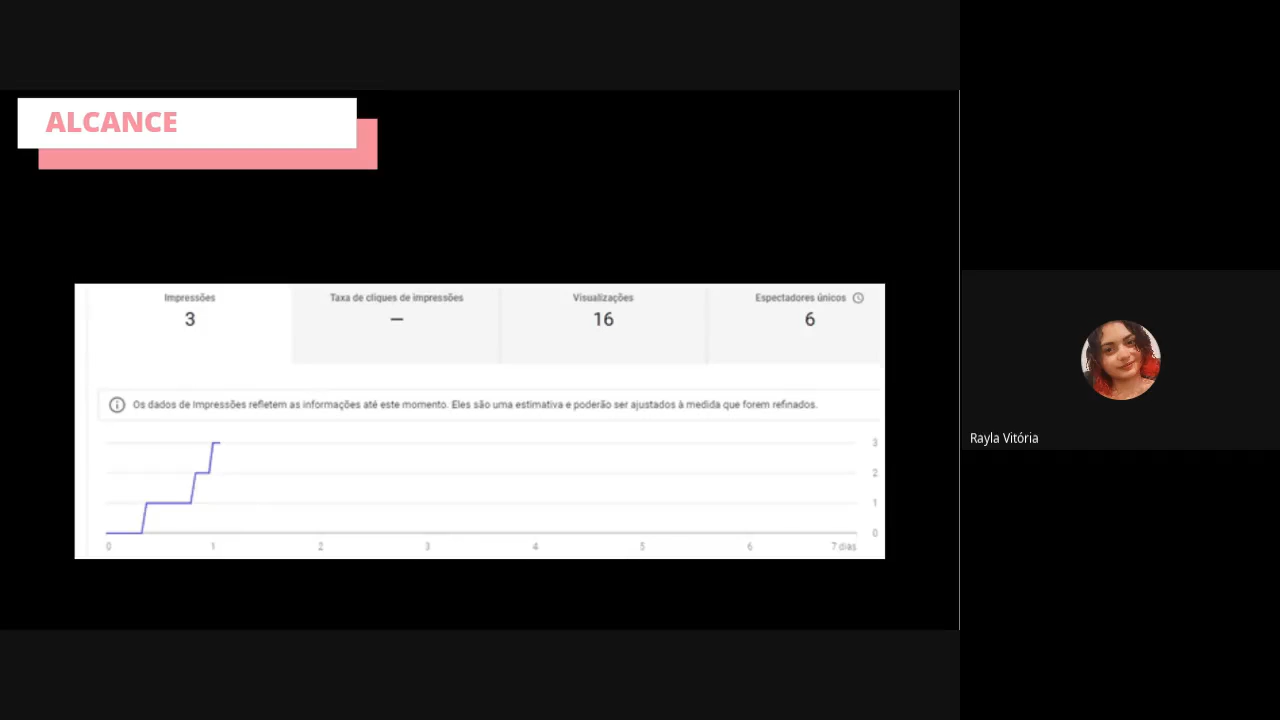 ALCANCE
Impressões
3
Taxa de cliques de impressões
—
Visualizações
16
Espectadores únicos
6
Os dados de Impressões refletem as informações até este momento. Eles são uma estimativa e poderão ser ajustados à medida que forem refinados.
3
2
1
0
0 1 2 3 4 5 6 7 dias
Rayla Vitória